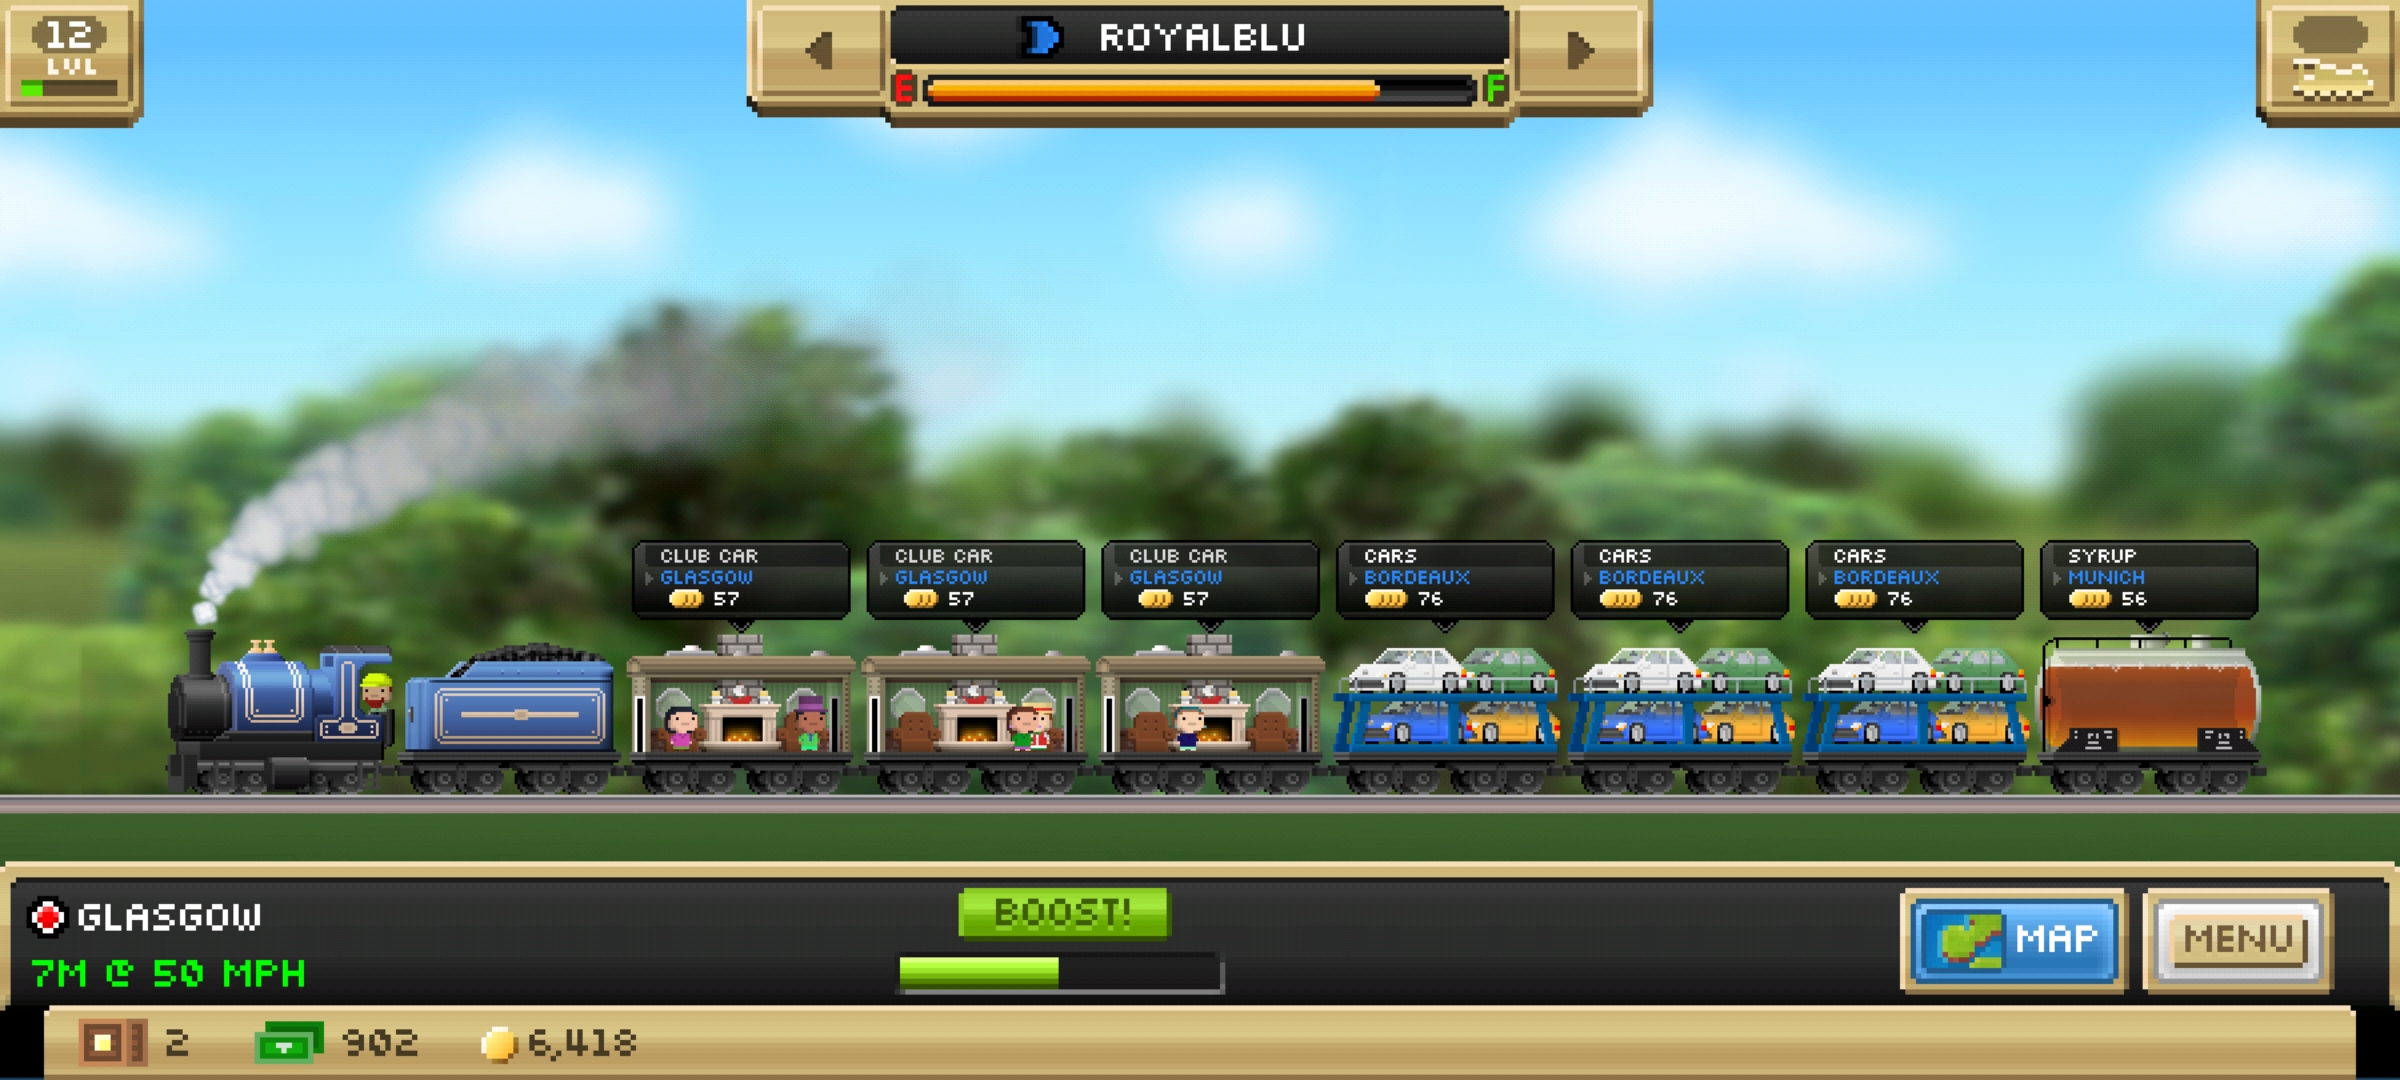 12
LVL
ROYALBLU
E
F
CLUB CAR
GLASGOW
57
CLUB CAR
GLASGOW
57
CLUB CAR
GLASGOW
57
CARS
BORDEAUX
76
CARS
BORDEAUX
76
CARS
BORDEAUX
76
SYRUP
MUNICH
56
GLASGOW
7M @ 50 MPH
BOOST!
MAP
MENU
2
902
6,418